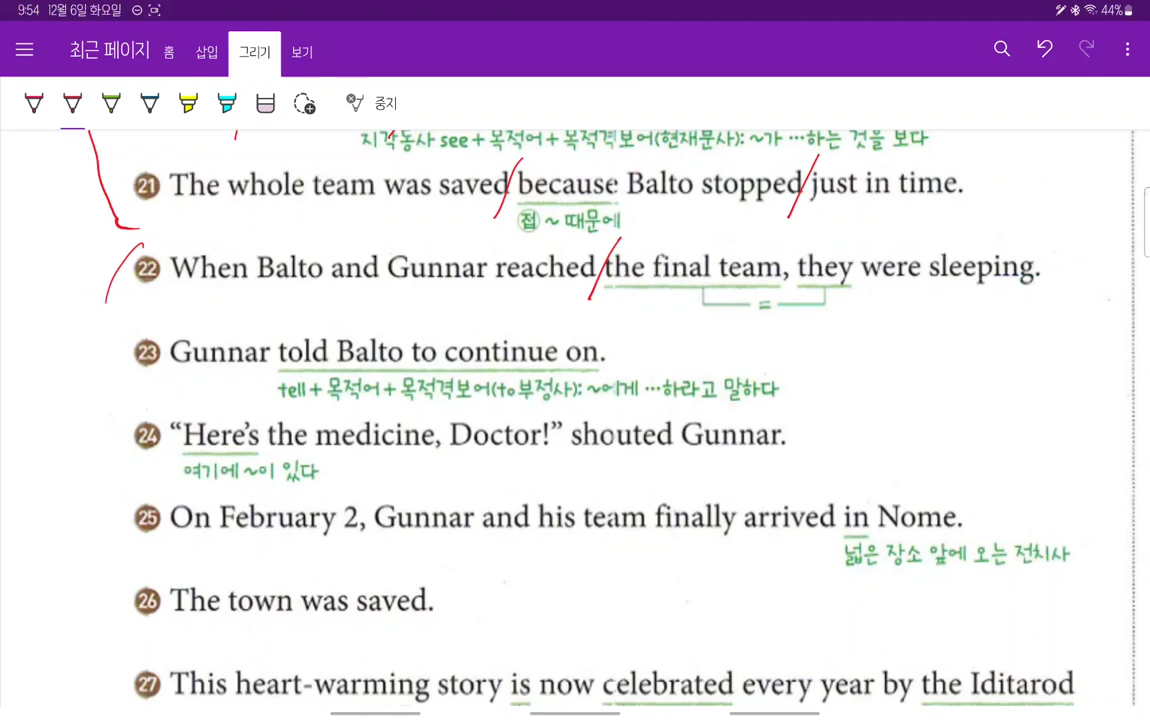 9:54 12월 6일 화요일 44%
최근 페이지 홈 삽입 그리기 보기
중지
지각동사 see + 목적어 + 목적격보어(현재분사): ~가 …하는 것을 보다
21 The whole team was saved because Balto stopped just in time.
접 ~ 때문에
22 When Balto and Gunnar reached the final team, they were sleeping.
=
23 Gunnar told Balto to continue on.
tell + 목적어 + 목적격보어(to부정사): ~에게 …하라고 말하다
24 “Here’s the medicine, Doctor!” shouted Gunnar.
여기에 ~이 있다
25 On February 2, Gunnar and his team finally arrived in Nome.
넓은 장소 앞에 오는 전치사
26 The town was saved.
27 This heart-warming story is now celebrated every year by the Iditarod